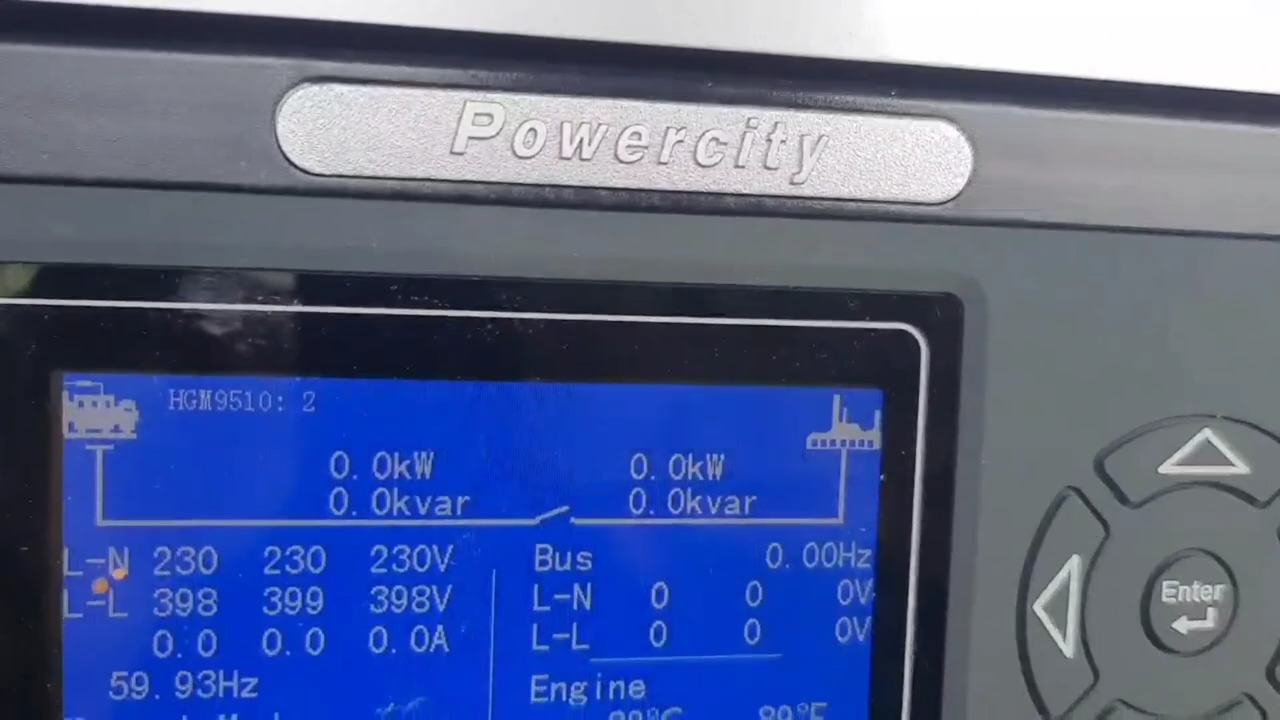 Powercity
HGM9510: 2
0.0kW 0.0kW
0.0kvar 0.0kvar
L-N 230 230 230V
L-L 398 399 398V
0.0 0.0 0.0A
59.93Hz
Bus 0.00Hz
L-N 0 0 0V
L-L 0 0 0V
Engine
Enter